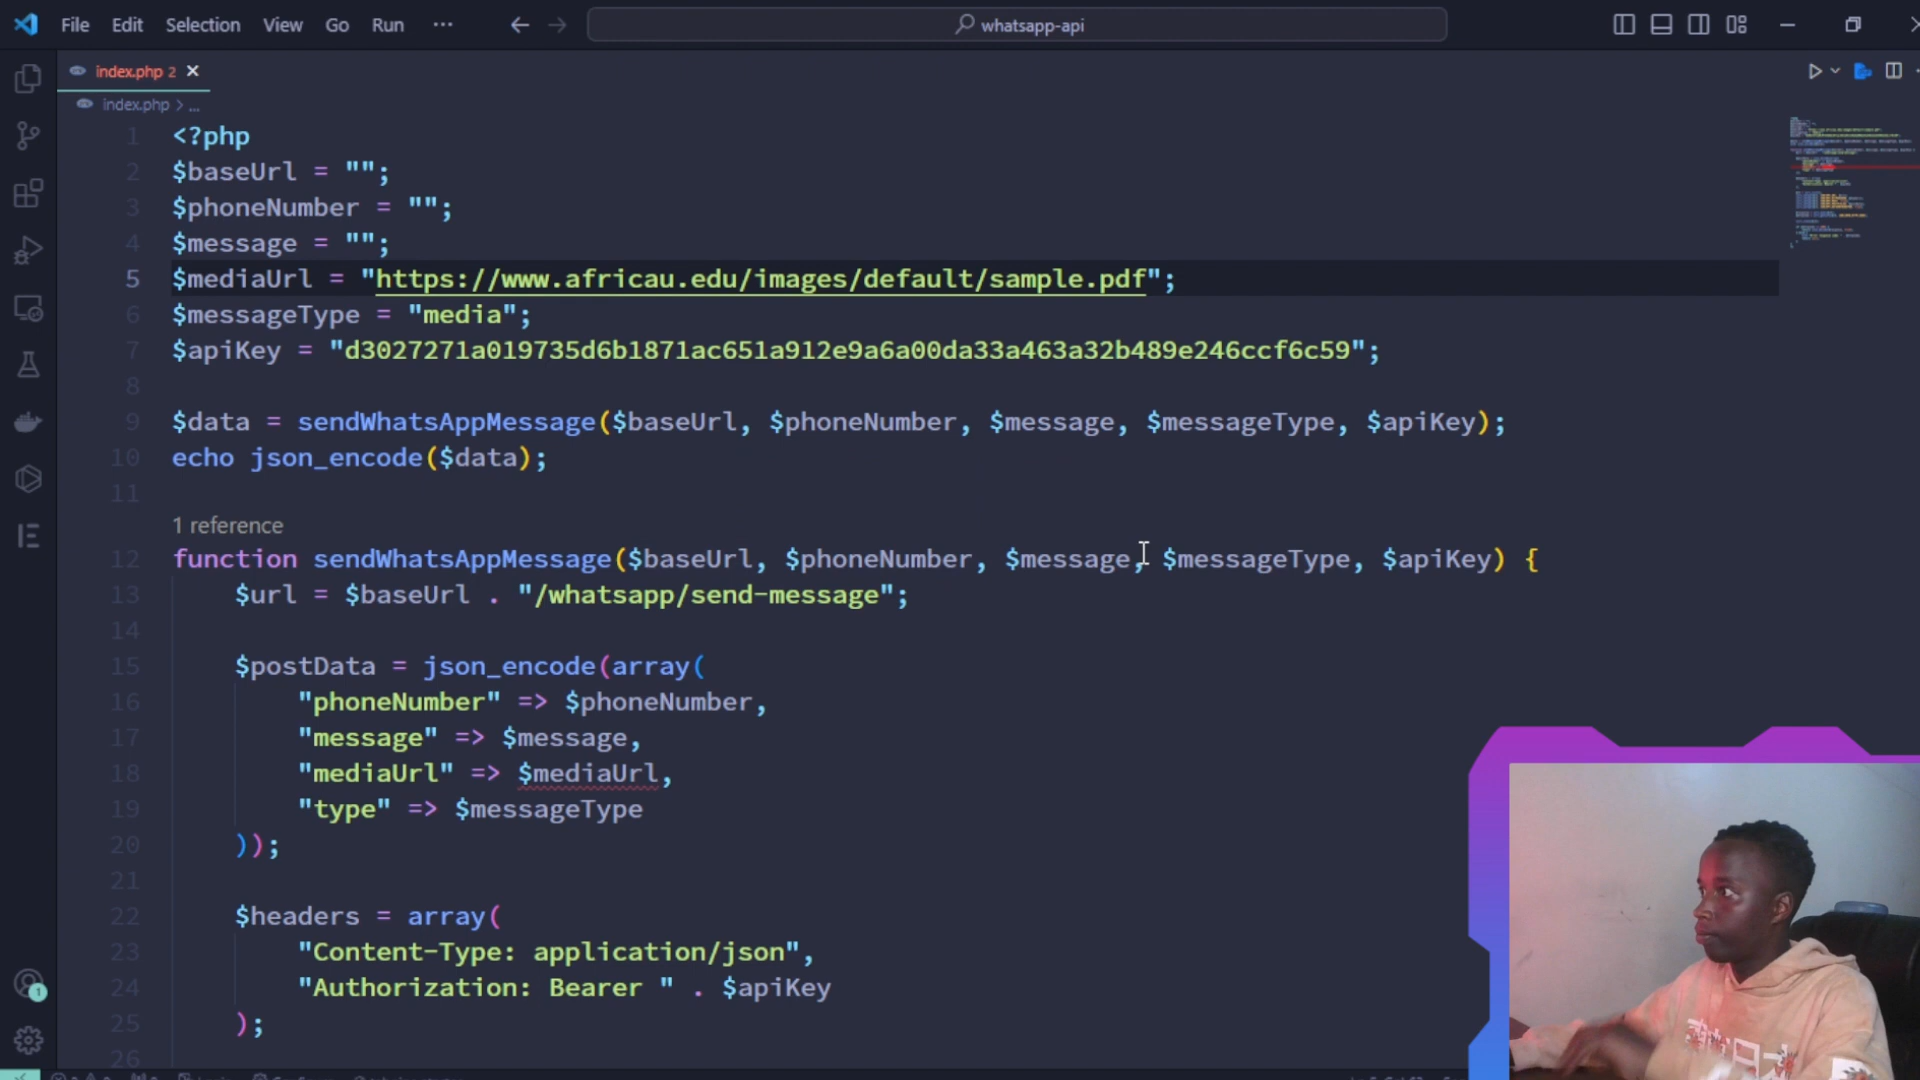 File Edit Selection View Go Run ...
whatsapp-api
index.php 2
index.php > ...
1 <?php
2 $baseUrl = "";
3 $phoneNumber = "";
4 $message = "";
5 $mediaUrl = "https://www.africau.edu/images/default/sample.pdf";
6 $messageType = "media";
7 $apiKey = "d3027271a019735d6b1871ac651a912e9a6a00da33a463a32b489e246ccf6c59";
8
9 $data = sendWhatsAppMessage($baseUrl, $phoneNumber, $message, $messageType, $apiKey);
10 echo json_encode($data);
11
1 reference
12 function sendWhatsAppMessage($baseUrl, $phoneNumber, $message, $messageType, $apiKey) {
13 $url = $baseUrl . "/whatsapp/send-message";
14
15 $postData = json_encode(array(
16 "phoneNumber" => $phoneNumber,
17 "message" => $message,
18 "mediaUrl" => $mediaUrl,
19 "type" => $messageType
20 ));
21
22 $headers = array(
23 "Content-Type: application/json",
24 "Authorization: Bearer " . $apiKey
25 );
26
1